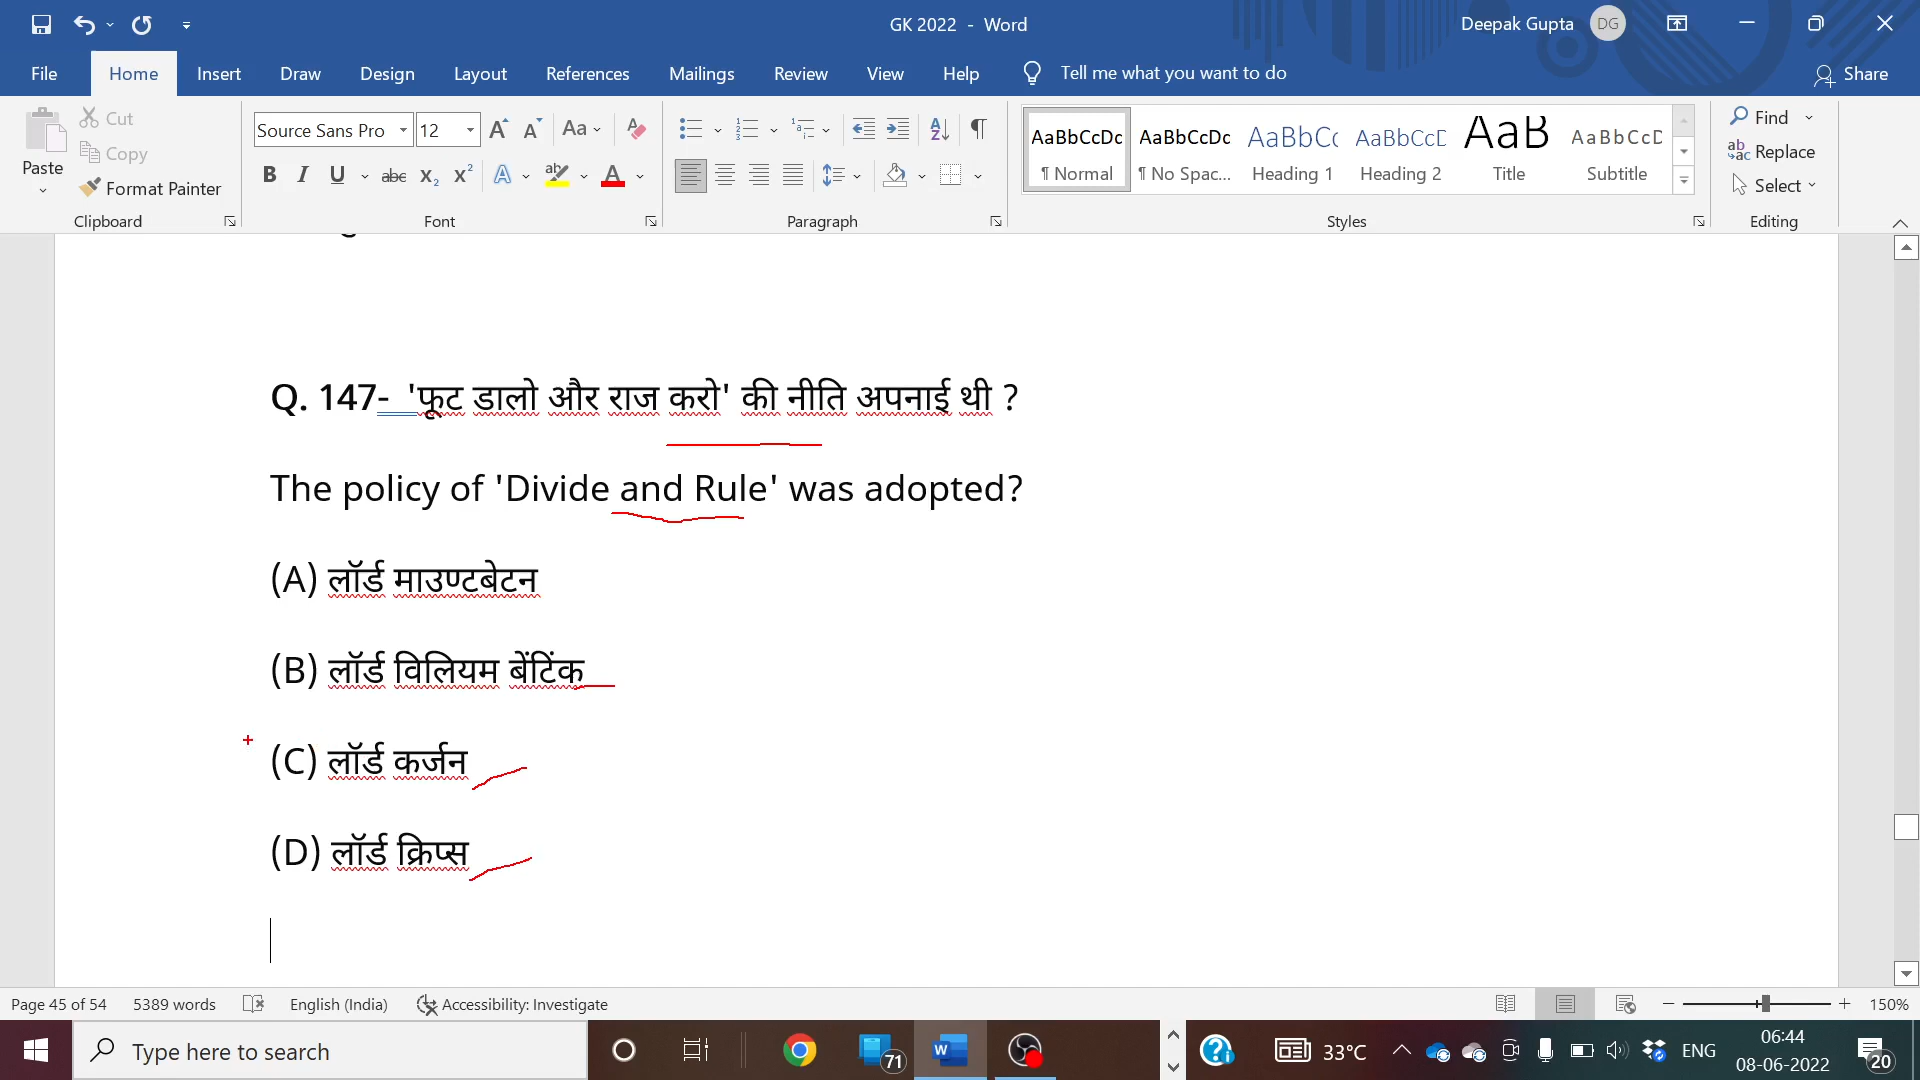 GK 2022 - Word
Deepak Gupta DG
File Home Insert Draw Design Layout References Mailings Review View Help Tell me what you want to do Share
Paste
Cut
Copy
Format Painter
Clipboard
Source Sans Pro 12
Font
Paragraph
AaBbCcDc AaBbCcDc AaBbCc AaBbCcD AaB AaBbCcD
¶ Normal ¶ No Spac... Heading 1 Heading 2 Title Subtitle
Styles
Find
Replace
Select
Editing
Q. 147- 'फूट डालो और राज करो' की नीति अपनाई थी ?
The policy of 'Divide and Rule' was adopted?
(A) लॉर्ड माउण्टबेटन
(B) लॉर्ड विलियम बेंटिंक
(C) लॉर्ड कर्जन
(D) लॉर्ड क्रिप्स
Page 45 of 54 5389 words English (India) Accessibility: Investigate 150%
Type here to search
71
33°C
ENG
06:44
08-06-2022
20